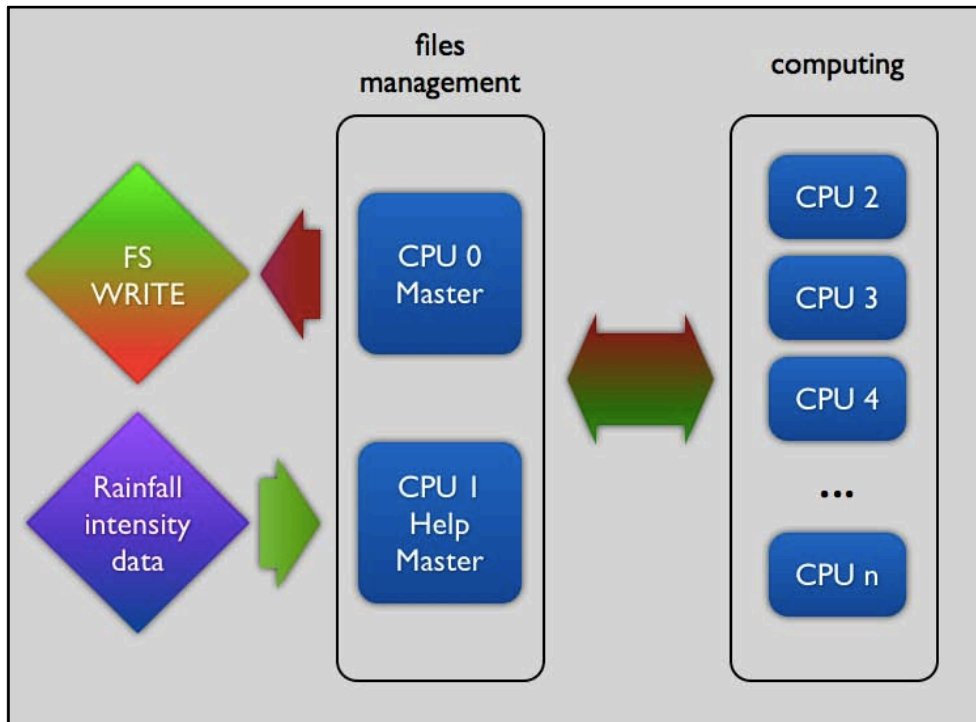 files
management
computing
FS
WRITE
CPU 0
Master
Rainfall
intensity
data
CPU 1
Help
Master
CPU 2
CPU 3
CPU 4
...
CPU n